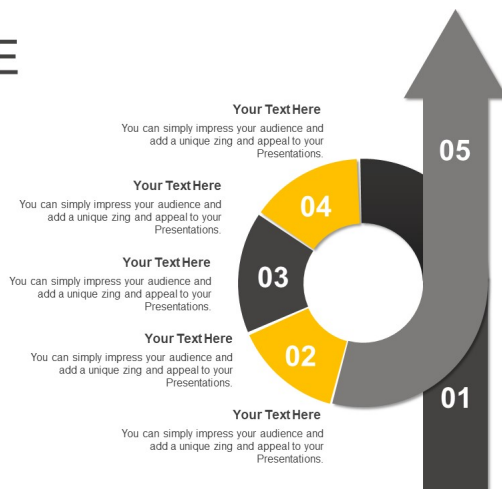 E
Your Text Here
You can simply impress your audience and
add a unique zing and appeal to your
Presentations.
Your Text Here
You can simply impress your audience and
add a unique zing and appeal to your
Presentations.
Your Text Here
You can simply impress your audience and
add a unique zing and appeal to your
Presentations.
Your Text Here
You can simply impress your audience and
add a unique zing and appeal to your
Presentations.
Your Text Here
You can simply impress your audience and
add a unique zing and appeal to your
Presentations.
05
04
03
02
01